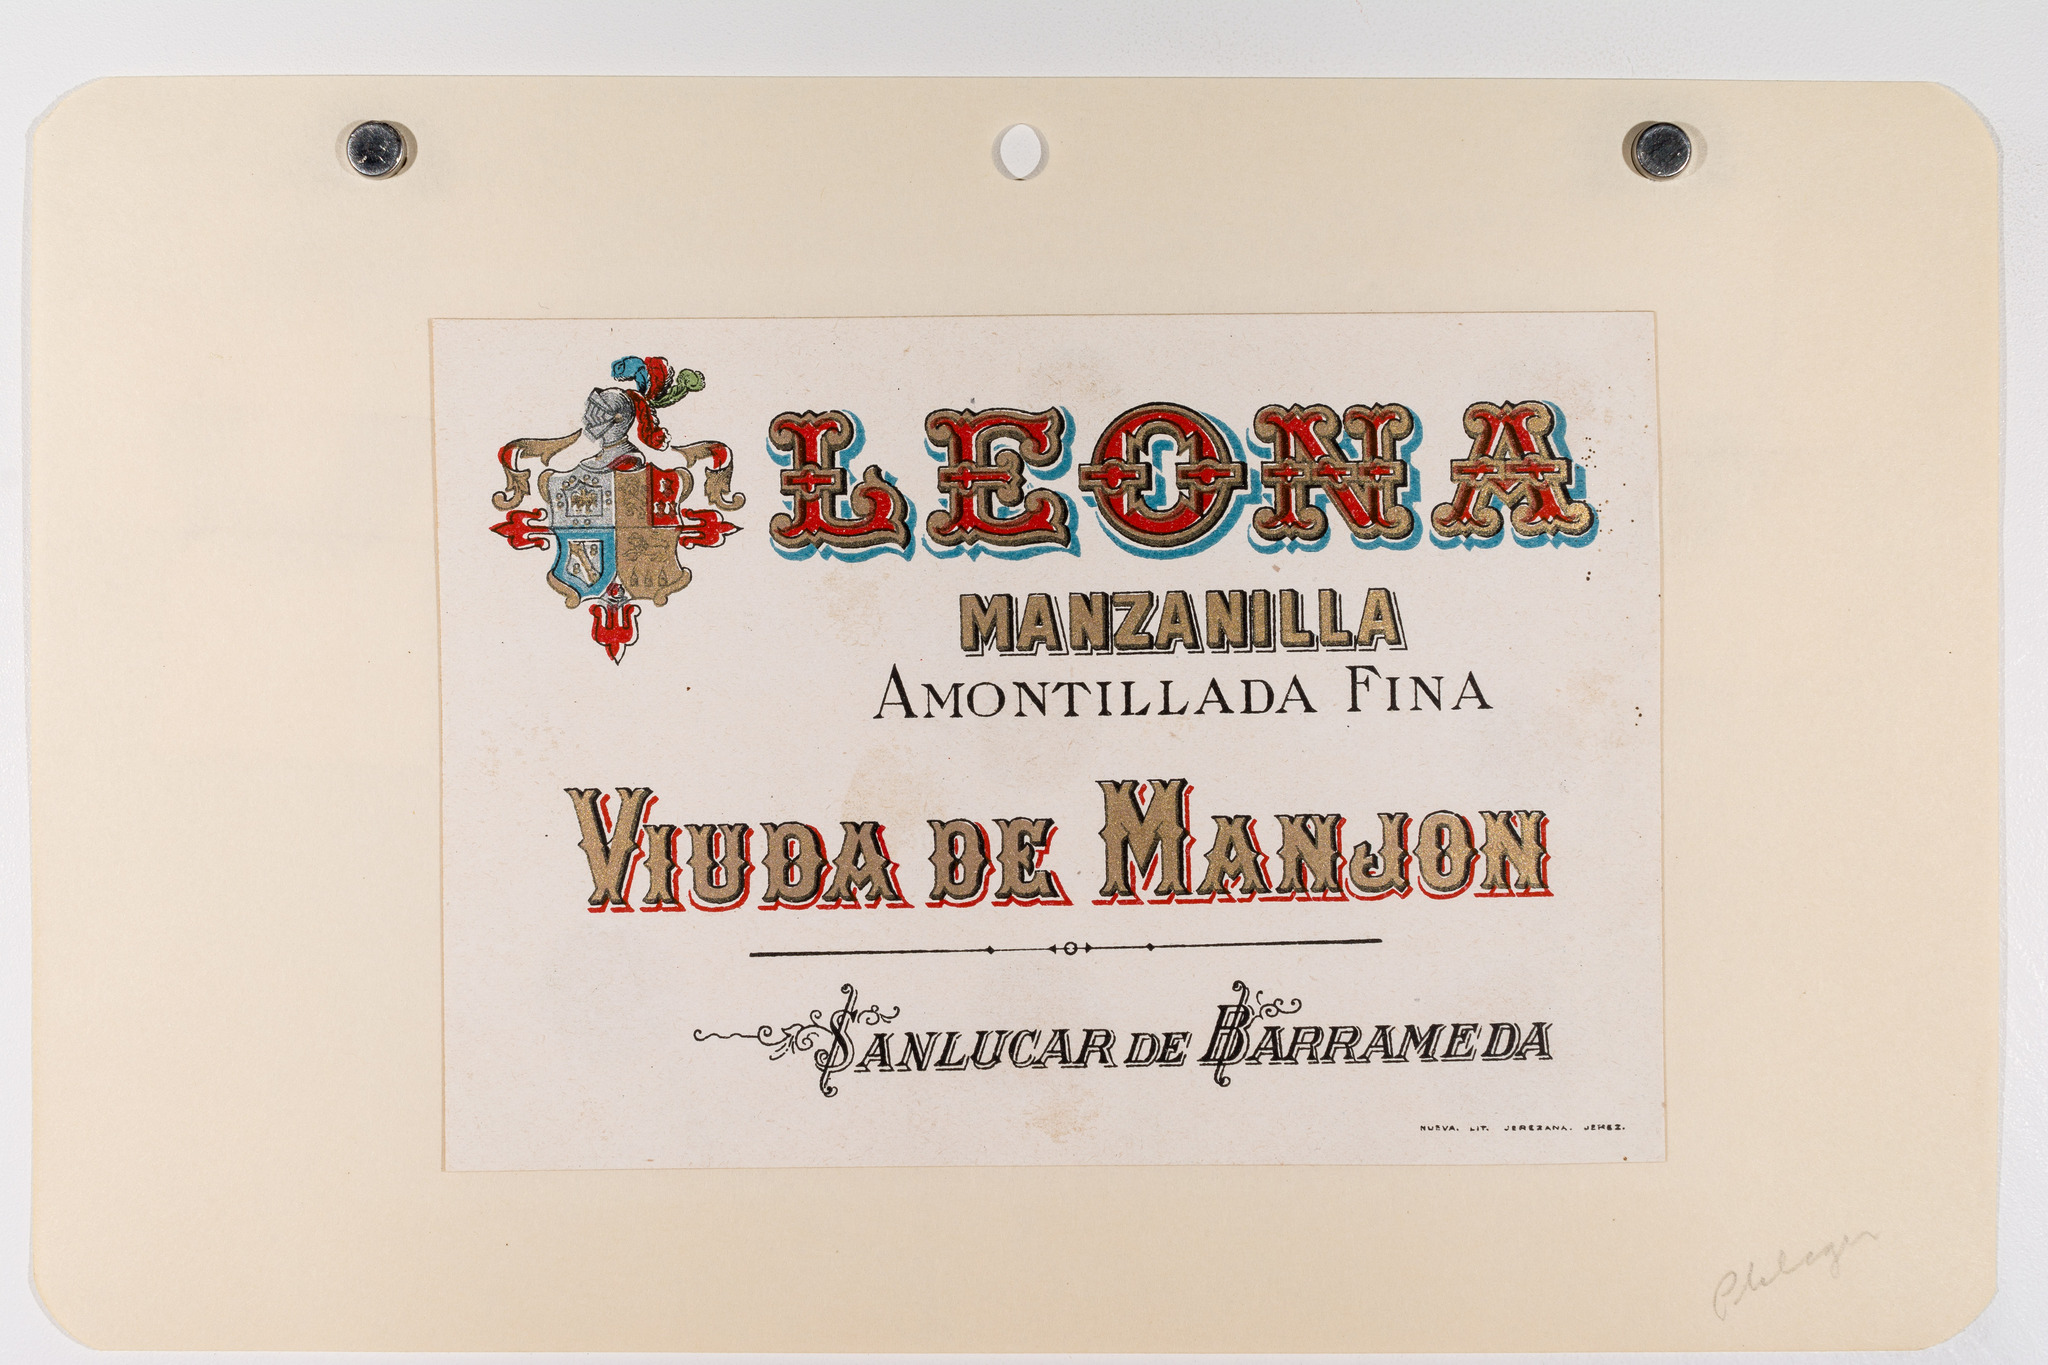 LEONA
MANZANILLA
AMONTILLADA FINA
VIUDA DE MANJON
SANLUCAR DE BARRAMEDA
NUEVA. LIT. JEREZANA. JEREZ.